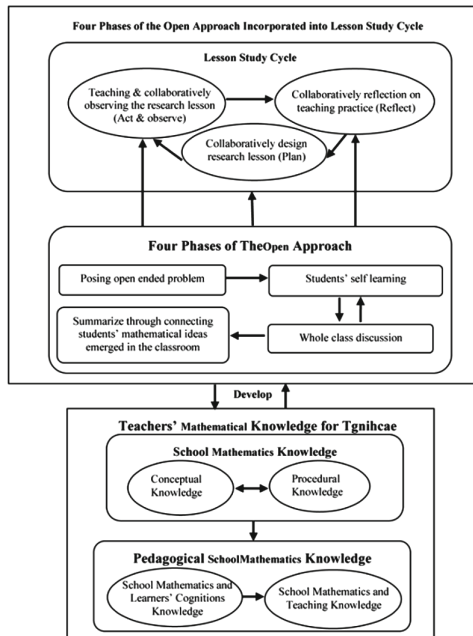 Four Phases of the Open Approach Incorporated into Lesson Study Cycle
Lesson Study Cycle
Teaching & collaboratively
observing the research lesson
(Act & observe)
Collaboratively reflection on
teaching practice (Reflect)
Collaboratively design
research lesson (Plan)
Four Phases of TheOpen Approach
Posing open ended problem
Students' self learning
Summarize through connecting
students' mathematical ideas
emerged in the classroom
Whole class discussion
Develop
Teachers' Mathematical Knowledge for Tgnihcae
School Mathematics Knowledge
Conceptual
Knowledge
Procedural
Knowledge
Pedagogical SchoolMathematics Knowledge
School Mathematics and
Learners' Cognitions
Knowledge
School Mathematics and
Teaching Knowledge